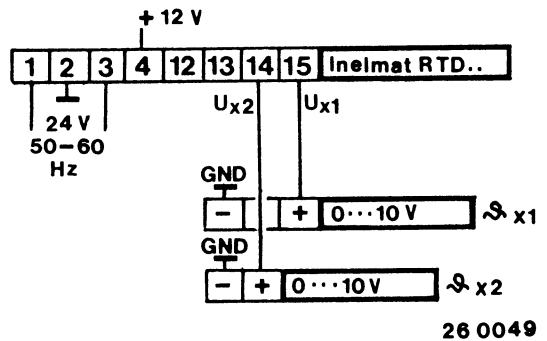 + 12 V
1 2 3 4 12 13 14 15 Inelmat RTD..
Ux2 Ux1
24 V
50-60
Hz
GND
- + 0···10 V ϑx1
GND
- + 0···10 V ϑx2
26 0049